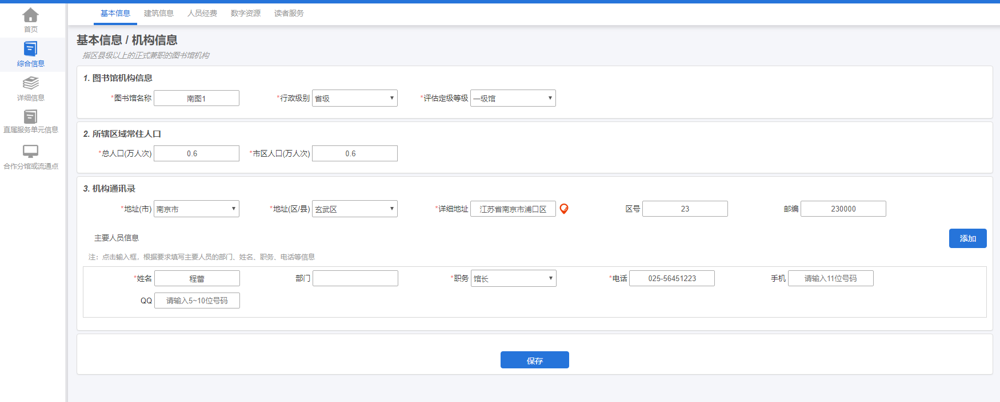 首页
综合信息
详细信息
直属服务单元信息
合作分馆或流通点
基本信息 建筑信息 人员经费 数字资源 读者服务
基本信息 / 机构信息
指区县级以上的正式兼职的图书馆机构
1. 图书馆机构信息
*图书馆名称 南图1 *行政级别 省级 *评估定级等级 一级馆
2. 所辖区域常住人口
*总人口(万人次) 0.6 *市区人口(万人次) 0.6
3. 机构通讯录
*地址(市) 南京市 *地址(区/县) 玄武区 *详细地址 江苏省南京市浦口区 区号 23 邮编 230000
主要人员信息 添加
注：点击输入框，根据要求填写主要人员的部门、姓名、职务、电话等信息
*姓名 程蕾 部门 *职务 馆长 *电话 025-56451223 手机 请输入11位号码
QQ 请输入5~10位号码
保存